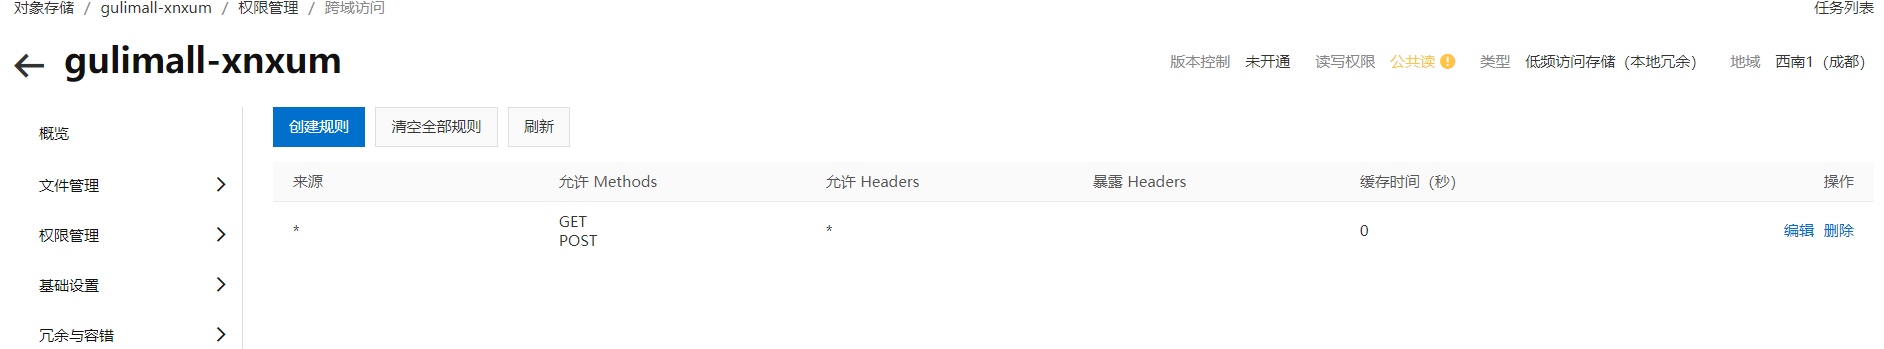 对象存储 / gulimall-xnxum / 权限管理 / 跨域访问 任务列表
gulimall-xnxum 版本控制 未开通 读写权限 公共读 类型 低频访问存储（本地冗余） 地域 西南1（成都）
创建规则 清空全部规则 刷新
概览
文件管理
权限管理
基础设置
冗余与容错
来源 允许 Methods 允许 Headers 暴露 Headers 缓存时间（秒） 操作
* GET * 0 编辑 删除
POST